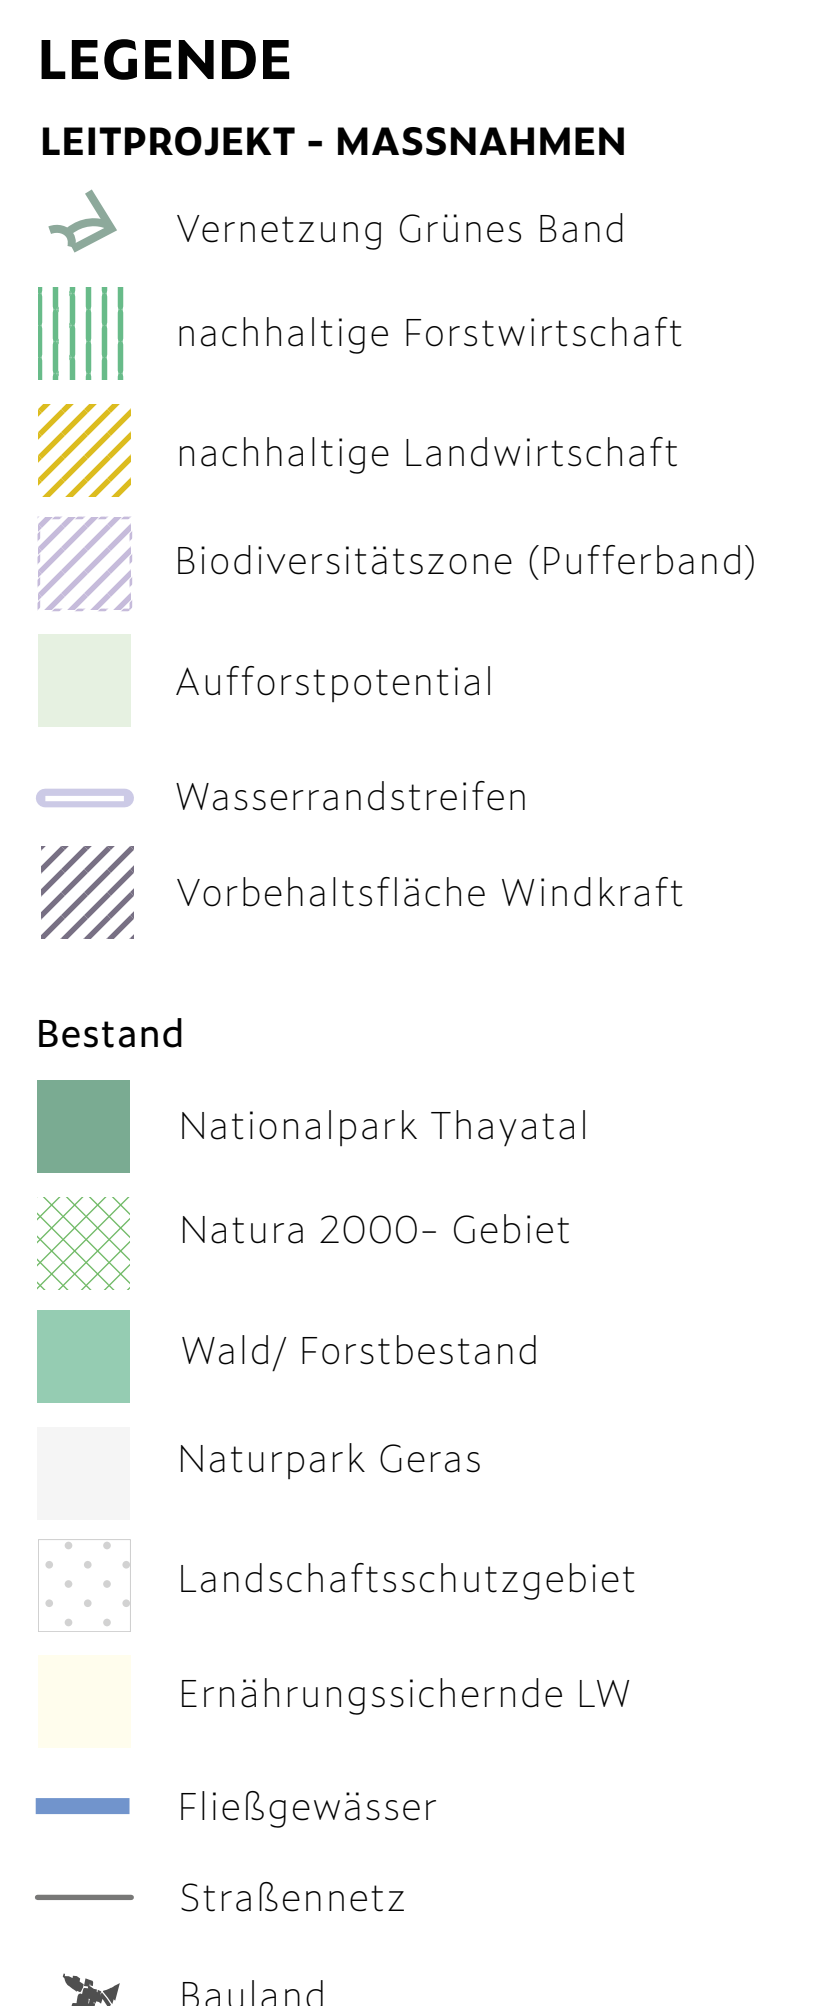 LEGENDE
LEITPROJEKT - MASSNAHMEN
Vernetzung Grünes Band
nachhaltige Forstwirtschaft
nachhaltige Landwirtschaft
Biodiversitätszone (Pufferband)
Aufforstpotential
Wasserrandstreifen
Vorbehaltsfläche Windkraft
Bestand
Nationalpark Thayatal
Natura 2000- Gebiet
Wald/ Forstbestand
Naturpark Geras
Landschaftsschutzgebiet
Ernährungssichernde LW
Fließgewässer
Straßennetz
Bauland